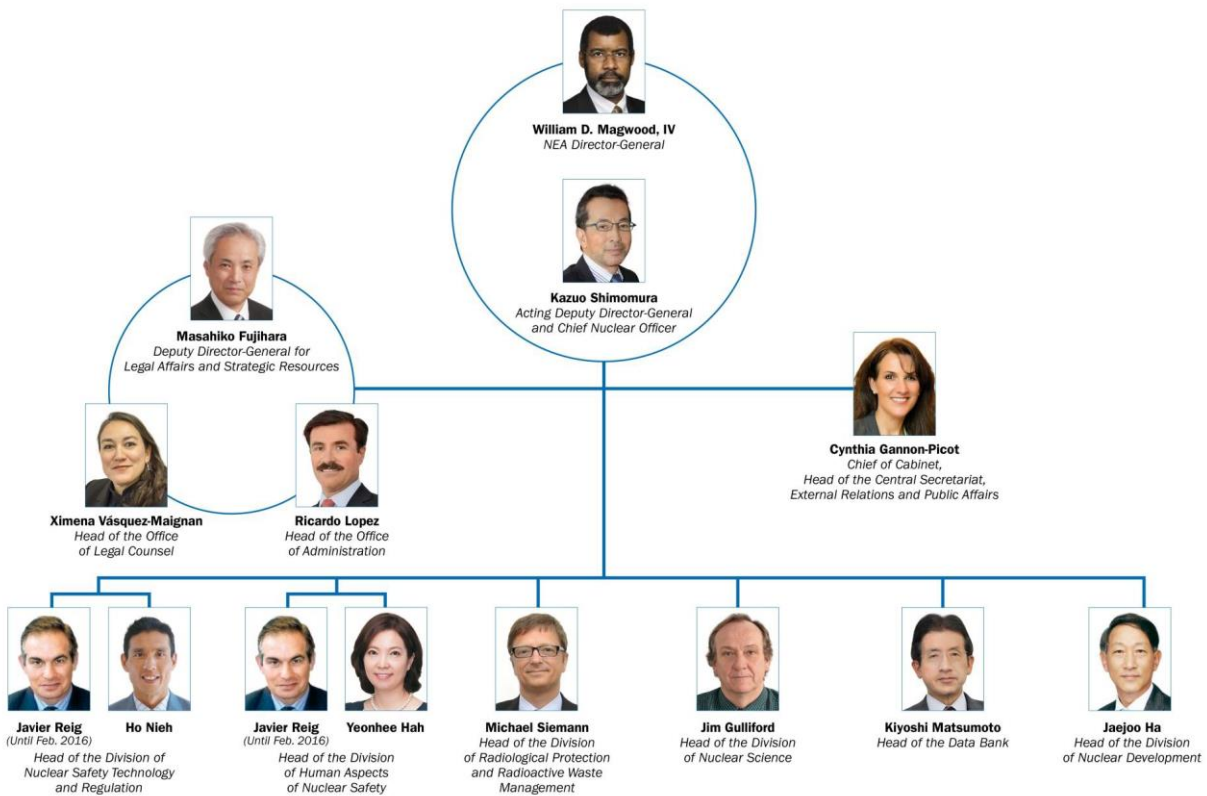 William D. Magwood, IV
NEA Director-General
Kazuo Shimomura
Acting Deputy Director-General
and Chief Nuclear Officer
Masahiko Fujihara
Deputy Director-General for
Legal Affairs and Strategic Resources
Cynthia Gannon-Picot
Chief of Cabinet,
Head of the Central Secretariat,
External Relations and Public Affairs
Ximena Vásquez-Maignan
Head of the Office
of Legal Counsel
Ricardo Lopez
Head of the Office
of Administration
Javier Reig
(Until Feb. 2016)
Ho Nieh
Head of the Division of
Nuclear Safety Technology
and Regulation
Javier Reig
(Until Feb. 2016)
Yeonhee Hah
Head of the Division
of Human Aspects
of Nuclear Safety
Michael Siemann
Head of the Division
of Radiological Protection
and Radioactive Waste
Management
Jim Gulliford
Head of the Division
of Nuclear Science
Kiyoshi Matsumoto
Head of the Data Bank
Jaejoo Ha
Head of the Division
of Nuclear Development